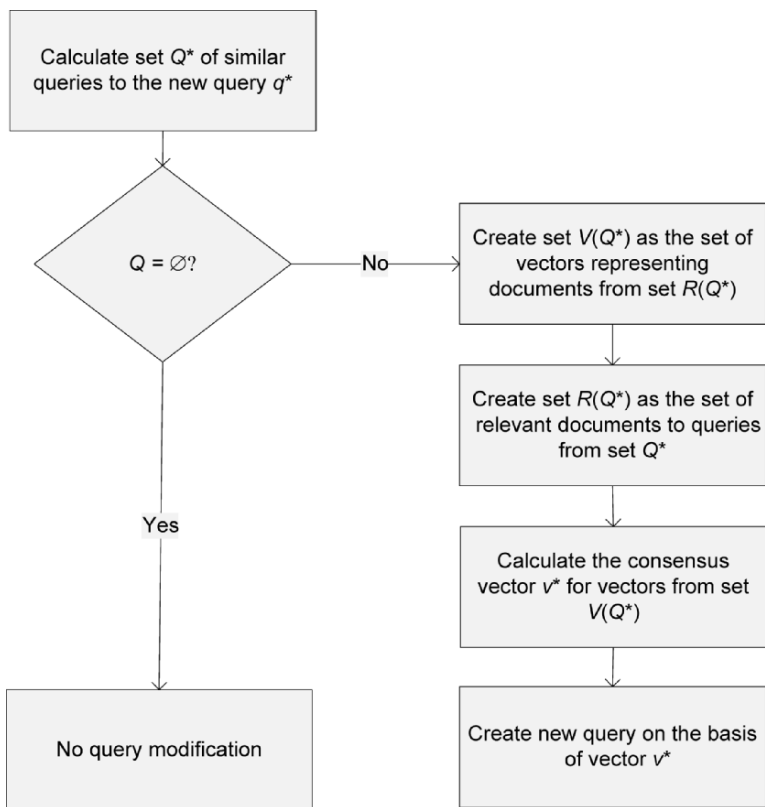 Calculate set Q* of similar
queries to the new query q*
Q = ∅?
No
Create set V(Q*) as the set of
vectors representing
documents from set R(Q*)
Create set R(Q*) as the set of
relevant documents to queries
from set Q*
Yes
Calculate the consensus
vector v* for vectors from set
V(Q*)
No query modification
Create new query on the basis
of vector v*